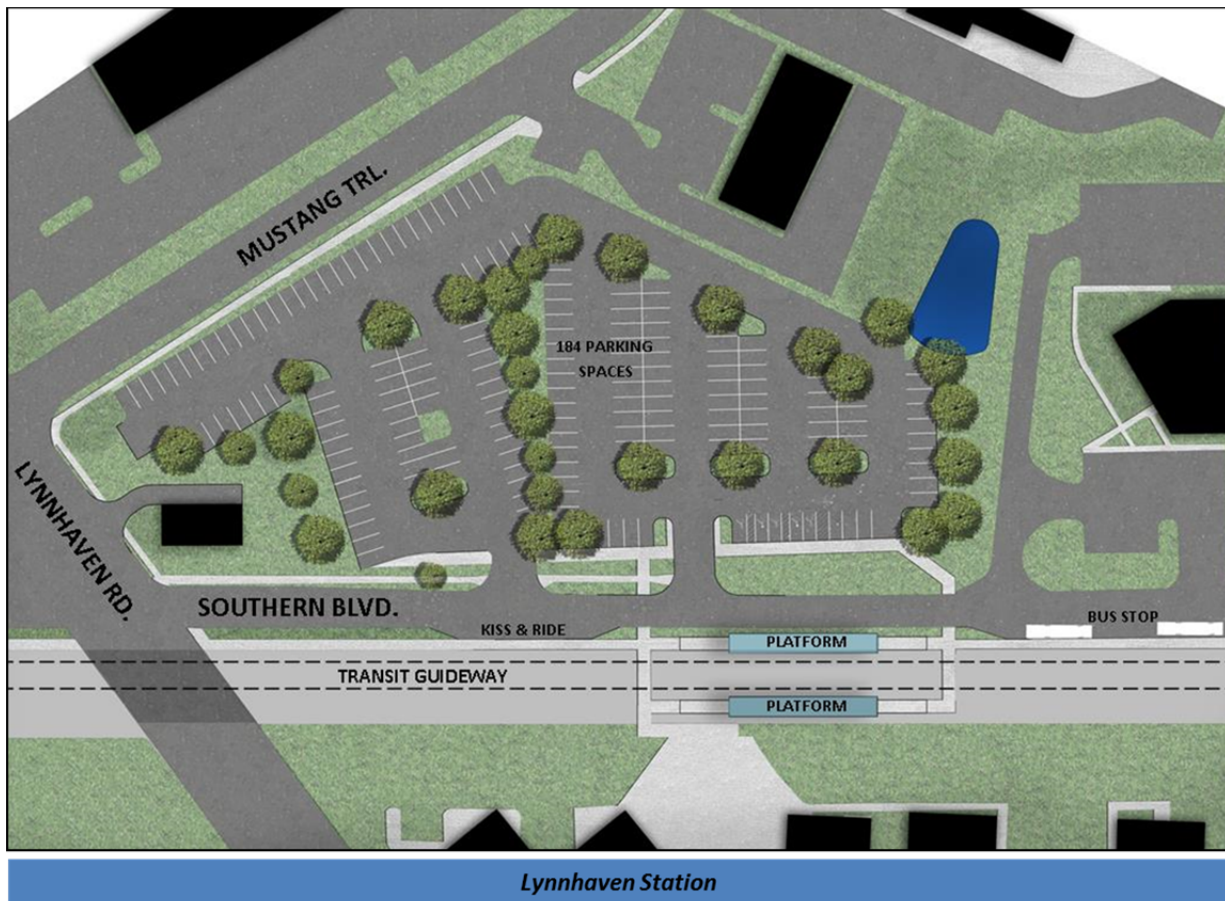 MUSTANG TRL.
184 PARKING
SPACES
LYNNHAVEN RD.
SOUTHERN BLVD.
KISS & RIDE
BUS STOP
PLATFORM
TRANSIT GUIDEWAY
PLATFORM
Lynnhaven Station